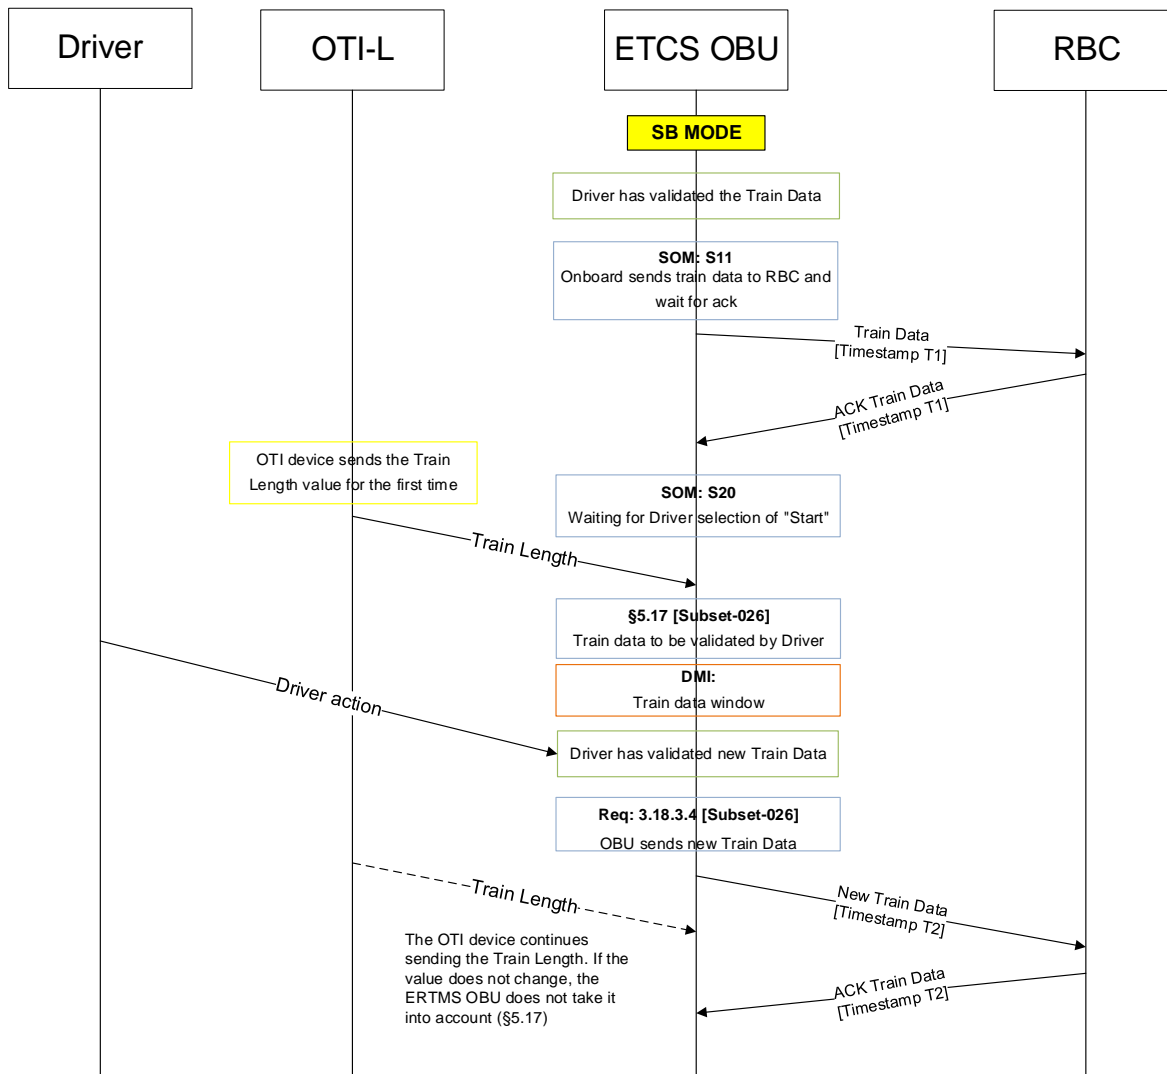 Driver
OTI-L
ETCS OBU
RBC
SB MODE
Driver has validated the Train Data
SOM: S11
Onboard sends train data to RBC and
wait for ack
Train Data
[Timestamp T1]
ACK Train Data
[Timestamp T1]
OTI device sends the Train
Length value for the first time
SOM: S20
Waiting for Driver selection of "Start"
Train Length
§5.17 [Subset-026]
Train data to be validated by Driver
DMI:
Train data window
Driver action
Driver has validated new Train Data
Req: 3.18.3.4 [Subset-026]
OBU sends new Train Data
Train Length
New Train Data
[Timestamp T2]
The OTI device continues
sending the Train Length. If the
value does not change, the
ERTMS OBU does not take it
into account (§5.17)
ACK Train Data
[Timestamp T2]